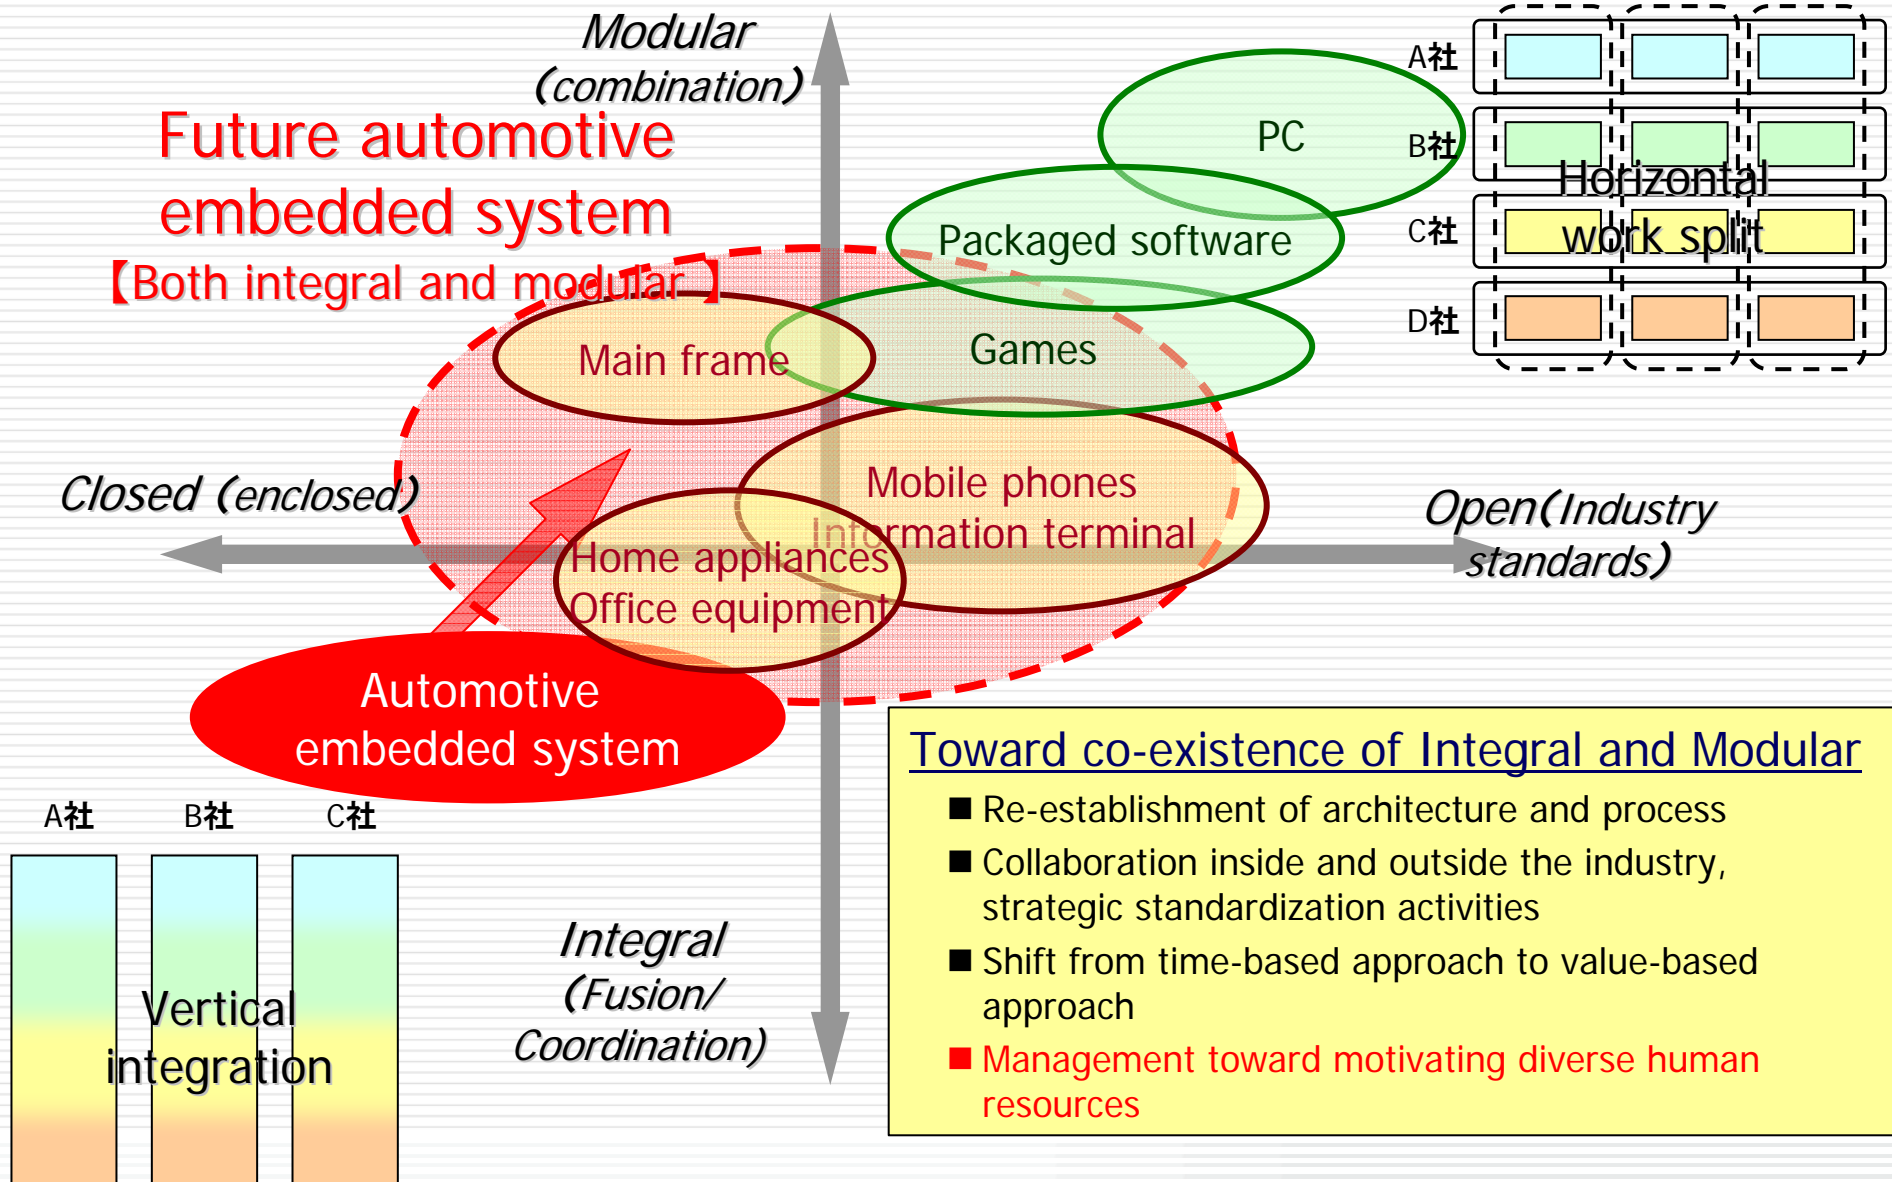 Modular
(combination)
Future automotive
embedded system
【Both integral and modular 】
PC
Packaged software
Games
Main frame
Mobile phones
Information terminal
Home appliances
Office equipment
Closed (enclosed)
Open(Industry
standards)
Automotive
embedded system
A社
B社
C社
D社
Horizontal
work split
A社 B社 C社
Vertical
integration
Integral
(Fusion/
Coordination)
Toward co-existence of Integral and Modular
■ Re-establishment of architecture and process
■ Collaboration inside and outside the industry,
strategic standardization activities
■ Shift from time-based approach to value-based
approach
■ Management toward motivating diverse human
resources